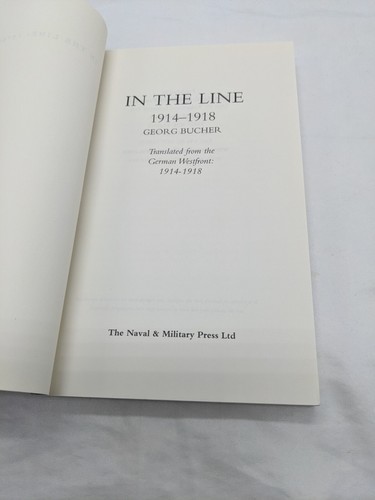 IN THE LINE
1914–1918
GEORG BUCHER
Translated from the
German Westfront:
1914-1918
The Naval & Military Press Ltd